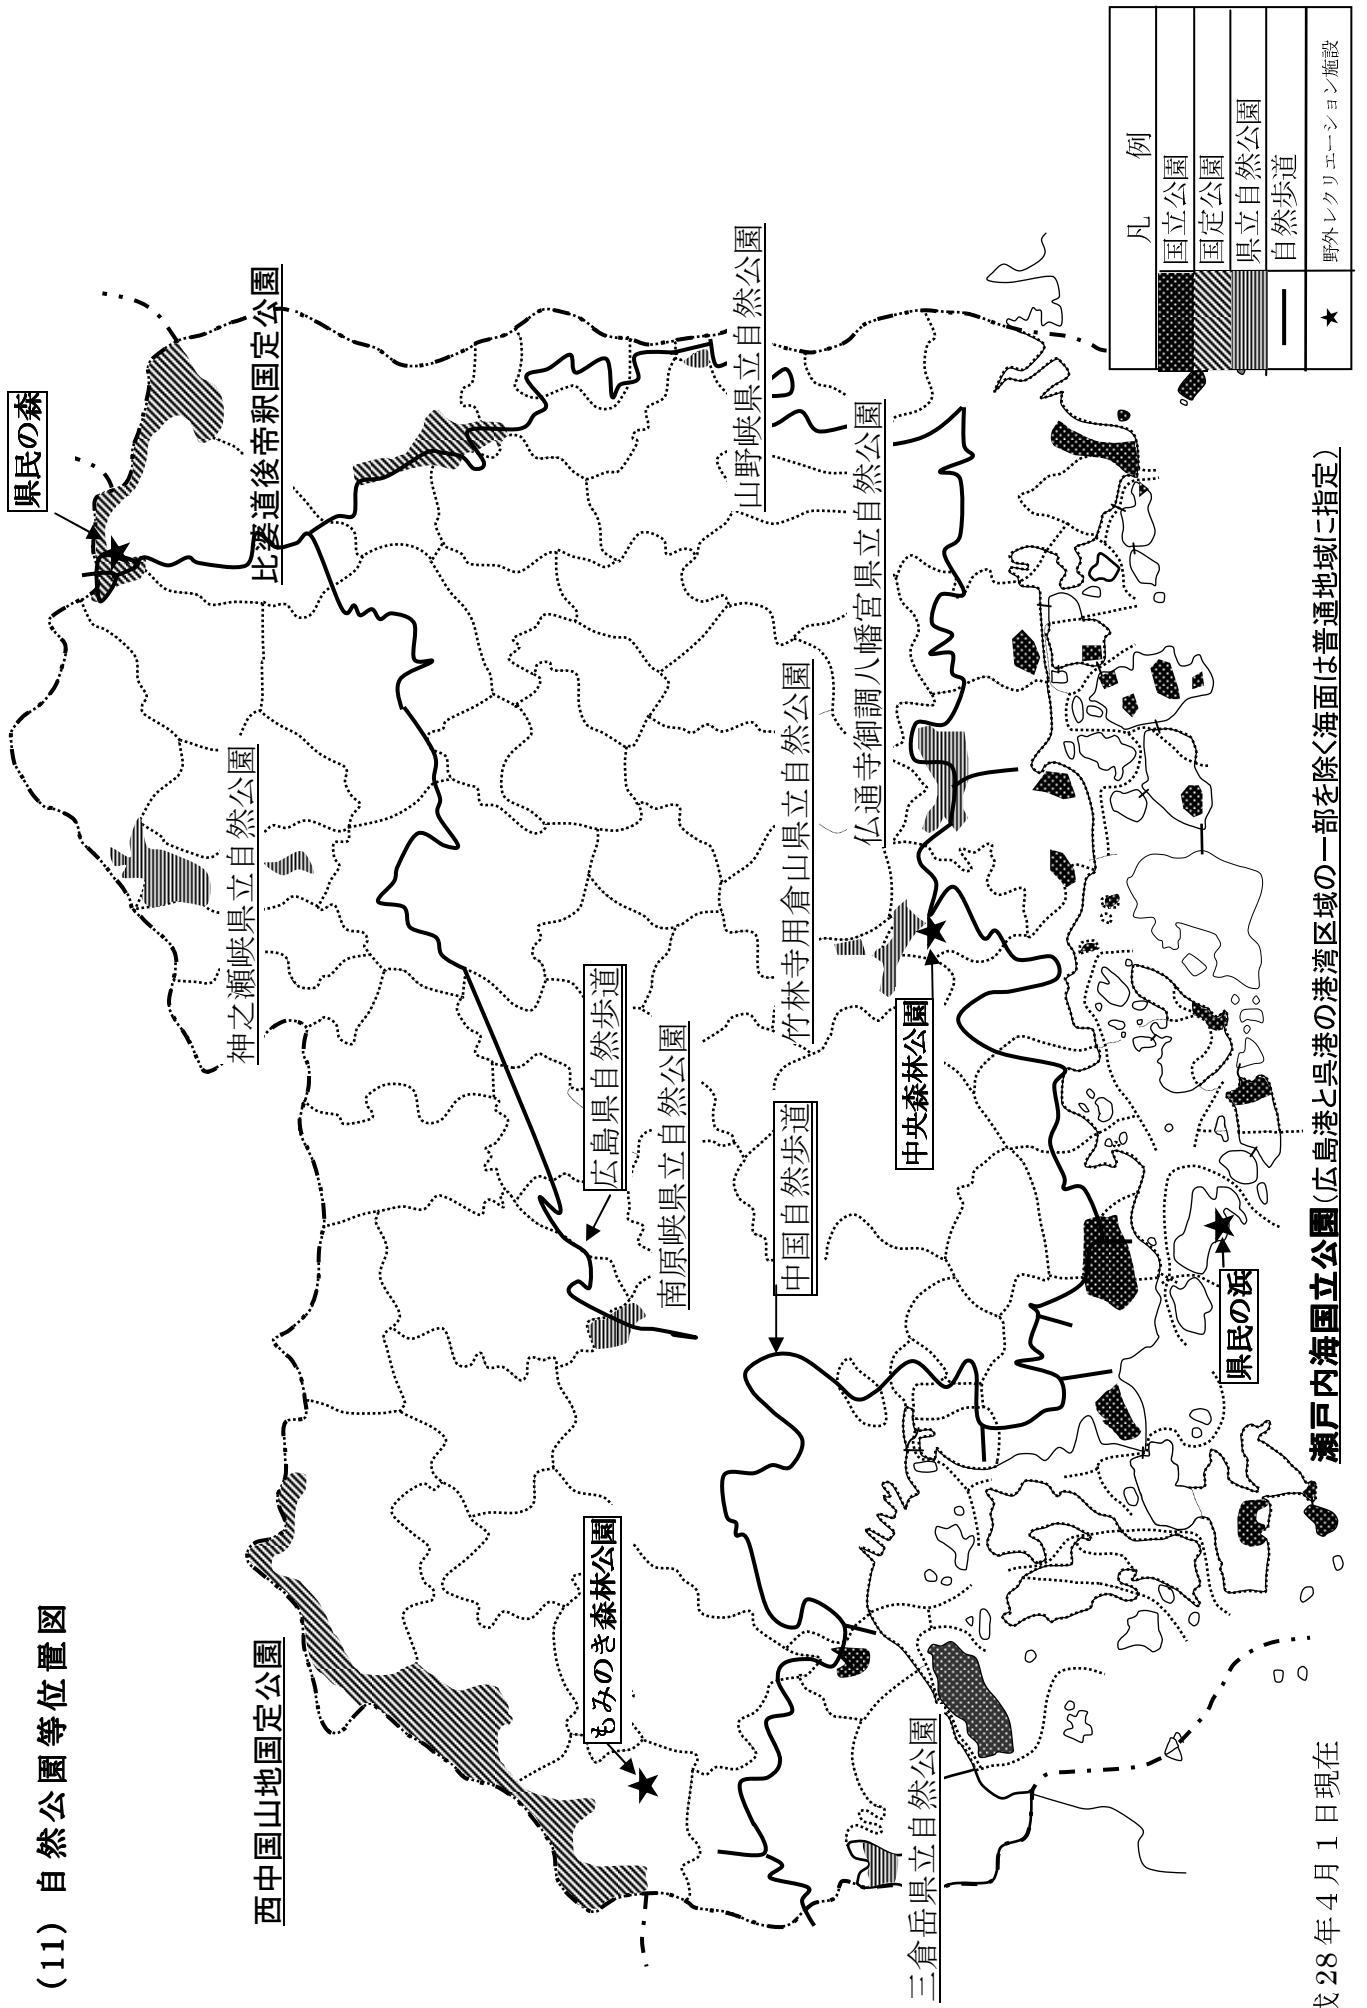 (11) 自然公園等位置図
県民の森
比婆道後帝釈国定公園
神之瀬峡県立自然公園
西中国山地国定公園
もみのき森林公園
広島県自然歩道
南原峡県立自然公園
中国自然歩道
山野峡県立自然公園
竹林寺用倉山県立自然公園
仏通寺御調八幡宮県立自然公園
中央森林公園
三倉岳県立自然公園
県民の浜
瀬戸内海国立公園(広島港と呉港の港湾区域の一部を除く海面は普通地域に指定)
凡例
国立公園
国定公園
県立自然公園
自然歩道
野外レクリエーション施設
28年4月1日現在